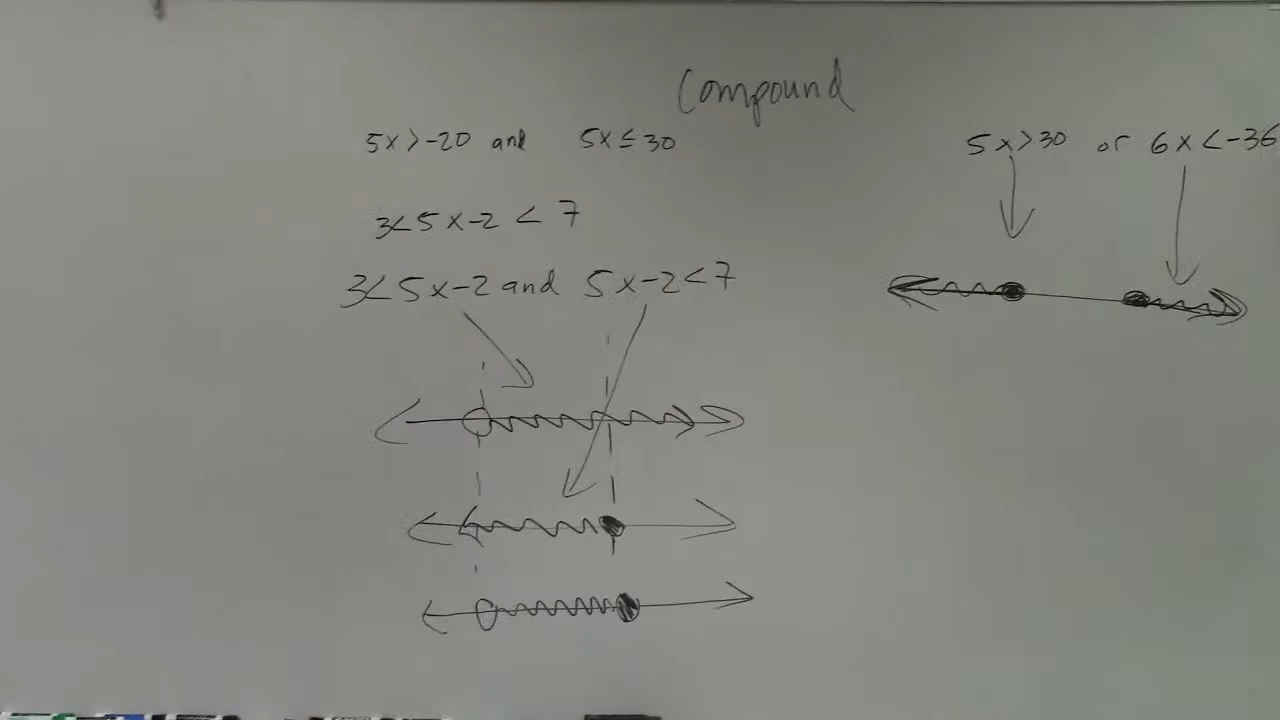 Compound
5x>-20 and 5x≤30
5x>30 or 6x<-36
3<5x-2<7
3<5x-2 and 5x-2<7